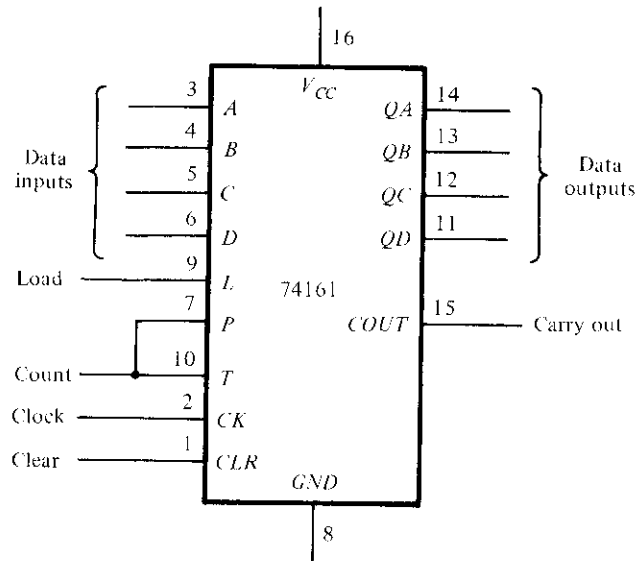 16
V_CC
3 A QA 14
4 B QB 13
Data inputs
5 C QC 12
Data outputs
6 D QD 11
Load 9 L
74161
7 P COUT 15 Carry out
Count 10 T
Clock 2 CK
Clear 1 CLR
GND
8